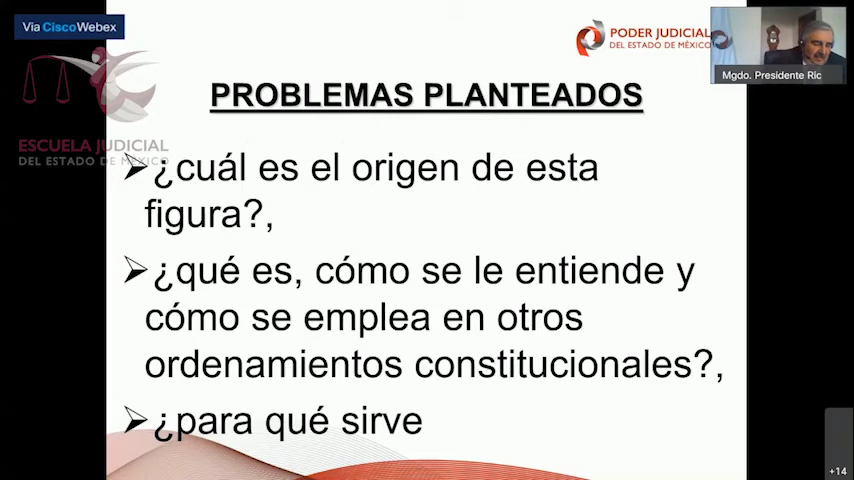 Vía CiscoWebex
PODER JUDICIAL
DEL ESTADO DE MÉXICO
Mgdo. Presidente Ric
ESCUELA JUDICIAL
DEL ESTADO DE MÉXICO
PROBLEMAS PLANTEADOS
¿cuál es el origen de esta
figura?,
¿qué es, cómo se le entiende y
cómo se emplea en otros
ordenamientos constitucionales?,
¿para qué sirve
+14